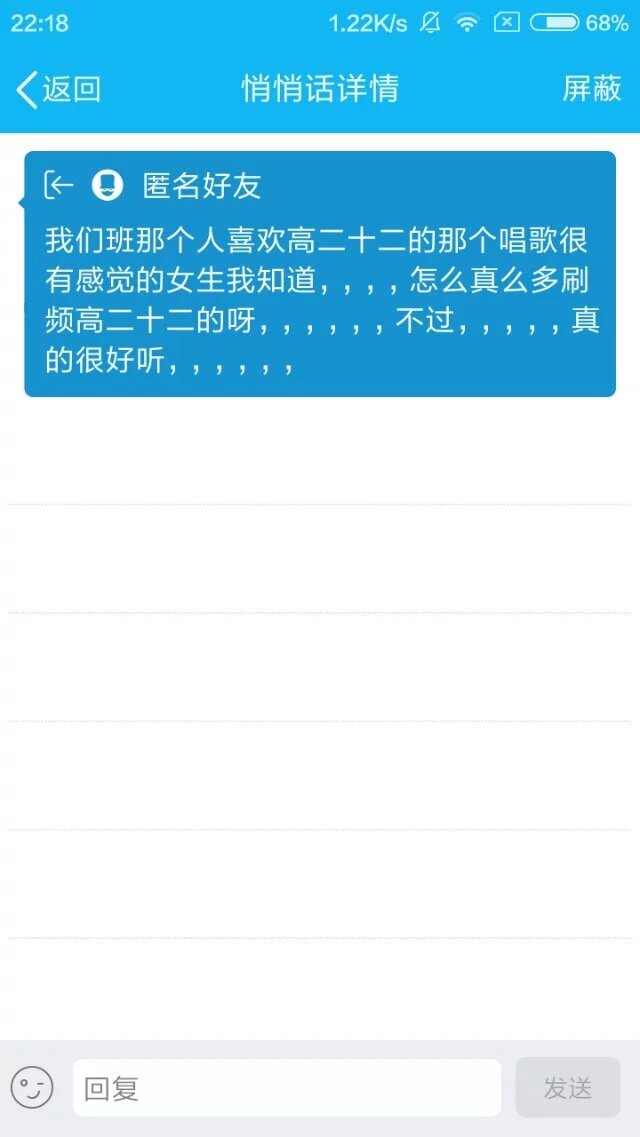 22:18 1.22K/s 68%
返回 悄悄话详情 屏蔽
匿名好友
我们班那个人喜欢高二十二的那个唱歌很
有感觉的女生我知道，，，，怎么真么多刷
频高二十二的呀，，，，，，不过，，，，，真
的很好听，，，，，，
回复 发送